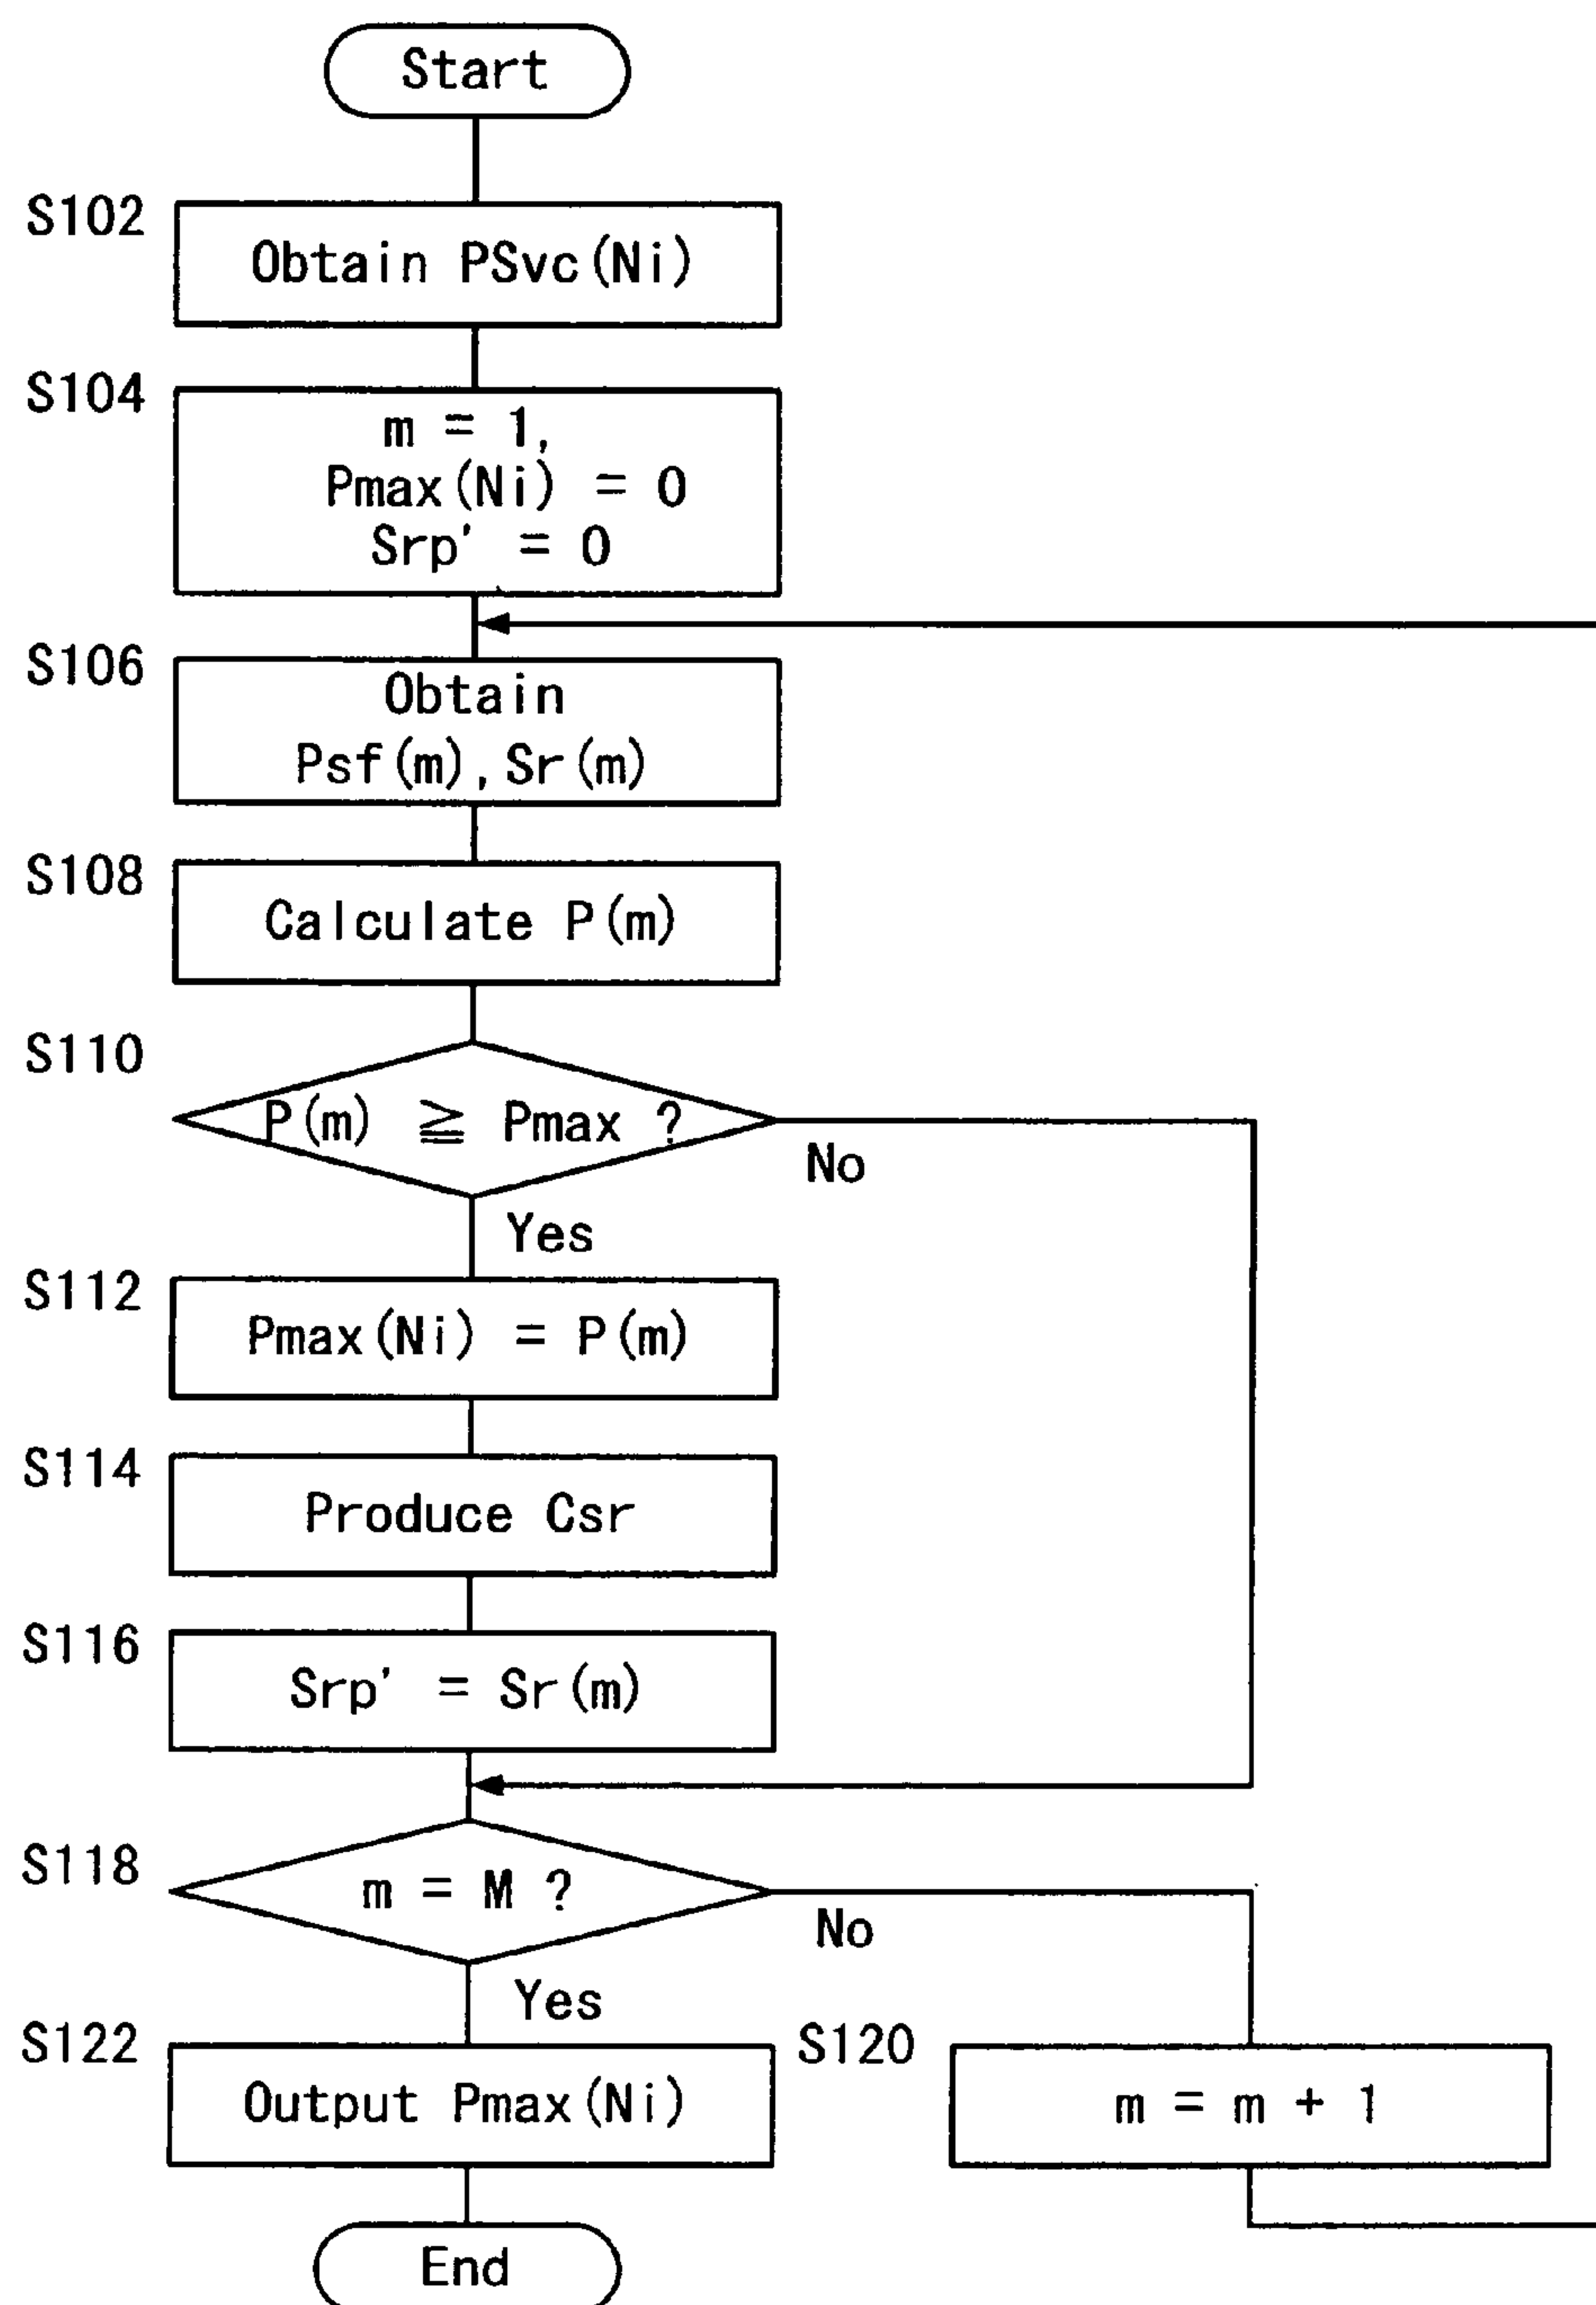 Start
S102
Obtain PSvc(Ni)
S104
m = 1,
Pmax(Ni) = 0
Srp' = 0
S106
Obtain
Psf(m),Sr(m)
S108
Calculate P(m)
S110
P(m) ≧ Pmax ?
No
Yes
S112
Pmax(Ni) = P(m)
S114
Produce Csr
S116
Srp' = Sr(m)
S118
m = M ?
No
Yes
S122
Output Pmax(Ni)
S120
m = m + 1
End